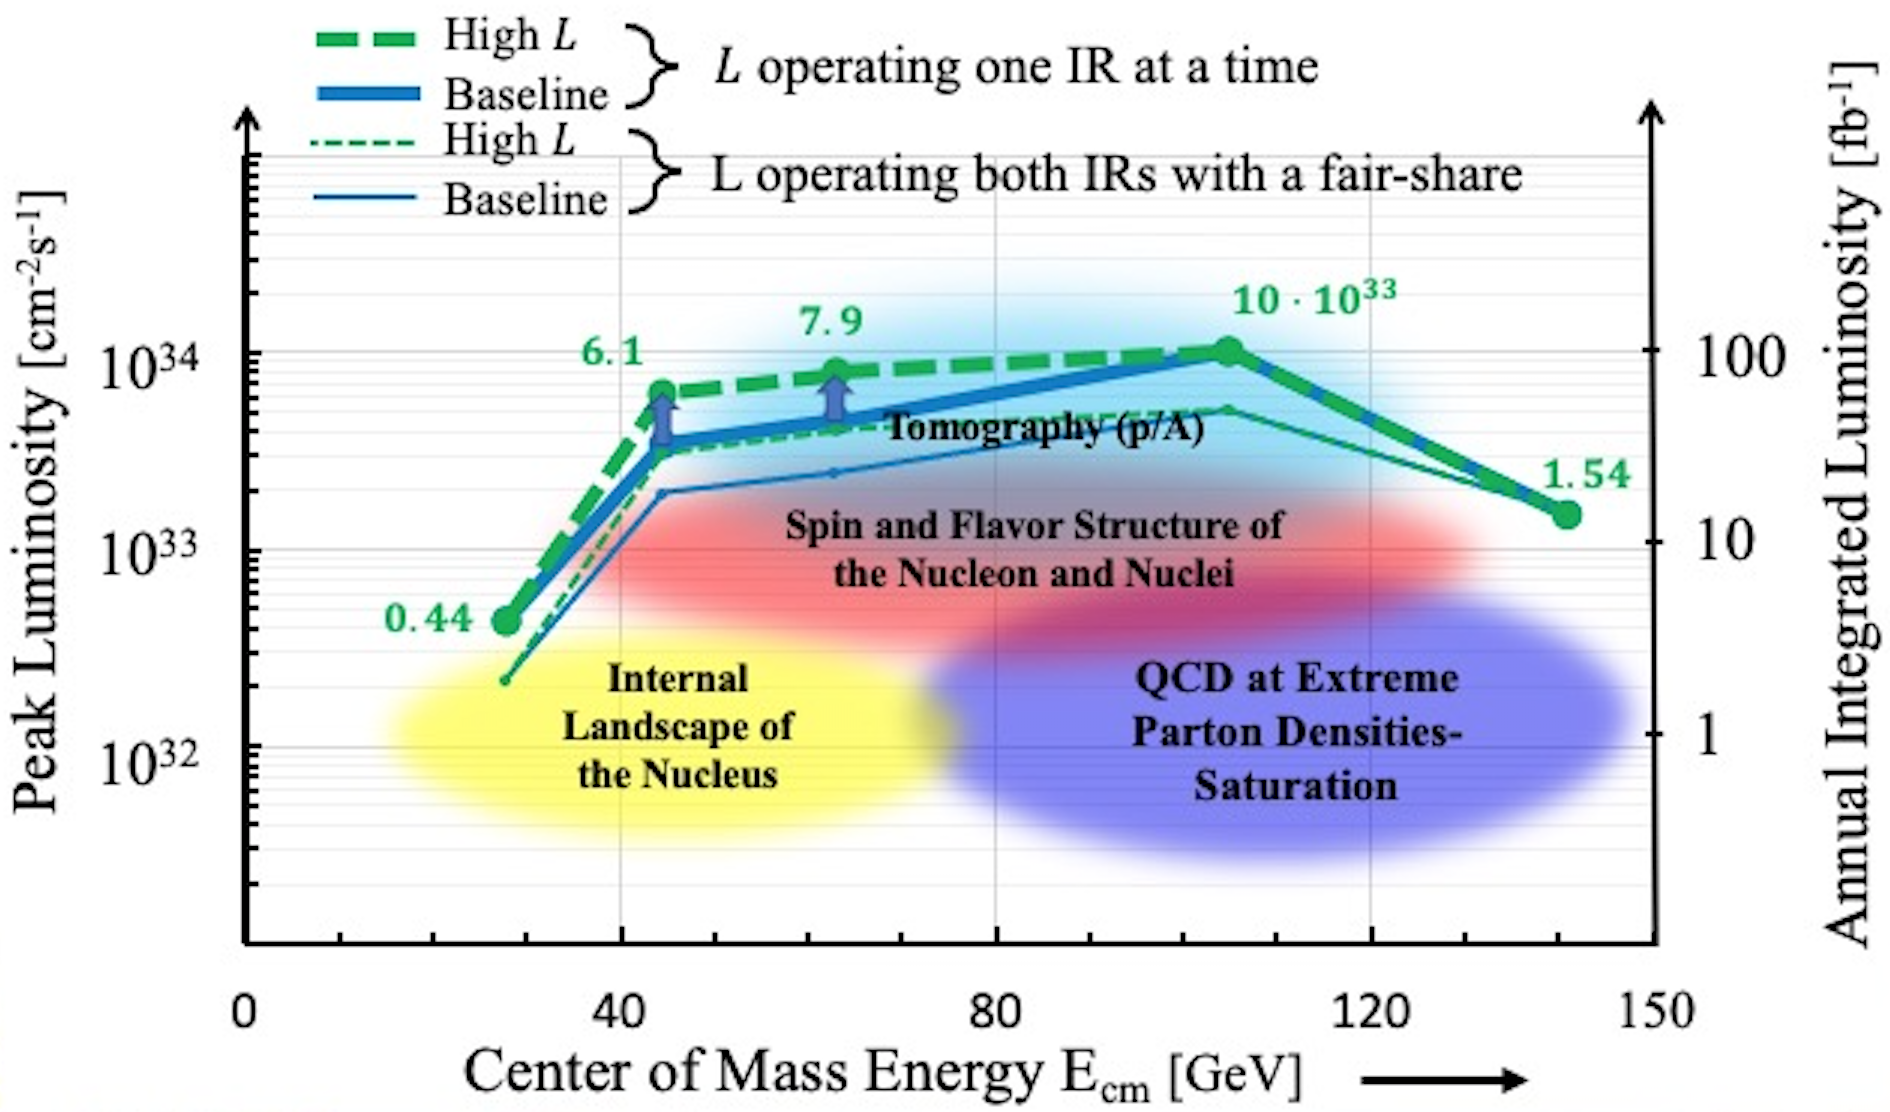 High L
Baseline
L operating one IR at a time
High L
Baseline
L operating both IRs with a fair-share
Peak Luminosity [cm⁻²s⁻¹]
10³⁴
10³³
10³²
Annual Integrated Luminosity [fb⁻¹]
100
10
1
6.1
7.9
10 · 10³³
1.54
0.44
Tomography (p/A)
Spin and Flavor Structure of
the Nucleon and Nuclei
Internal
Landscape of
the Nucleus
QCD at Extreme
Parton Densities-
Saturation
0
40
80
120
150
Center of Mass Energy E_cm [GeV]